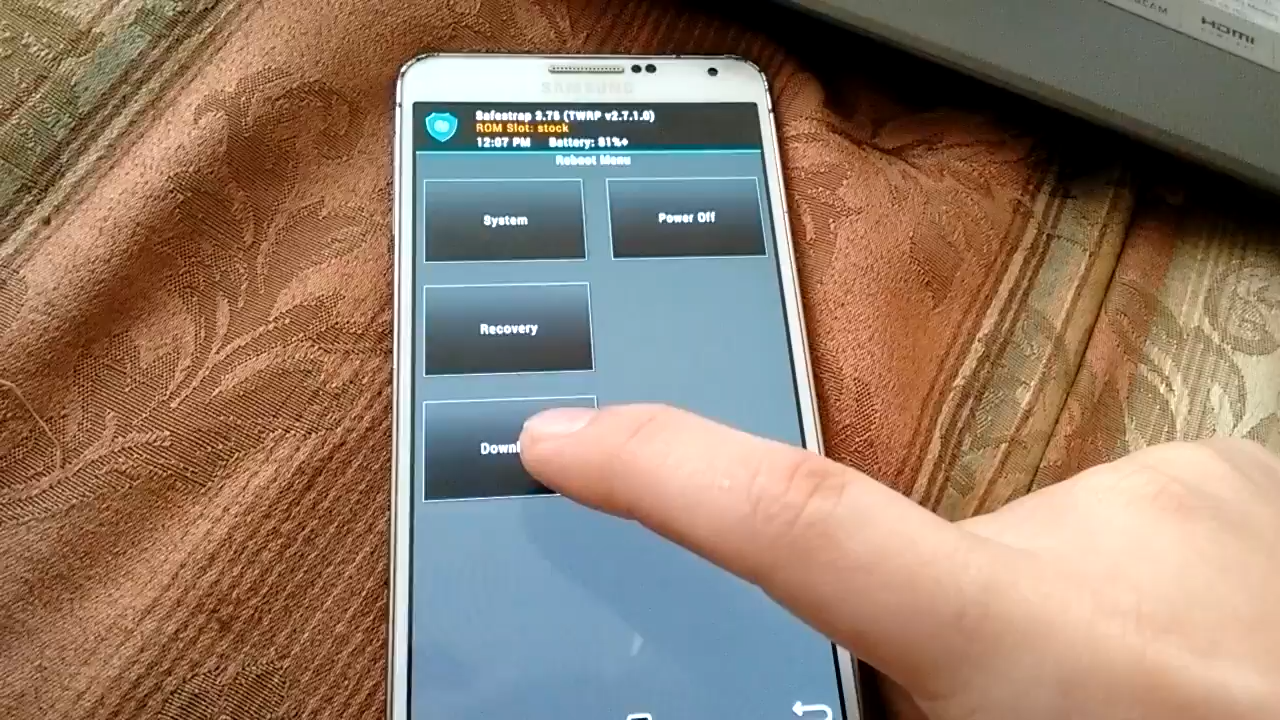 HDMI
SAMSUNG
Safestrap 3.75 (TWRP v2.7.1.0)
ROM Slot: stock
12:07 PM Battery: 81%+
Reboot Menu
System
Power Off
Recovery
Downl